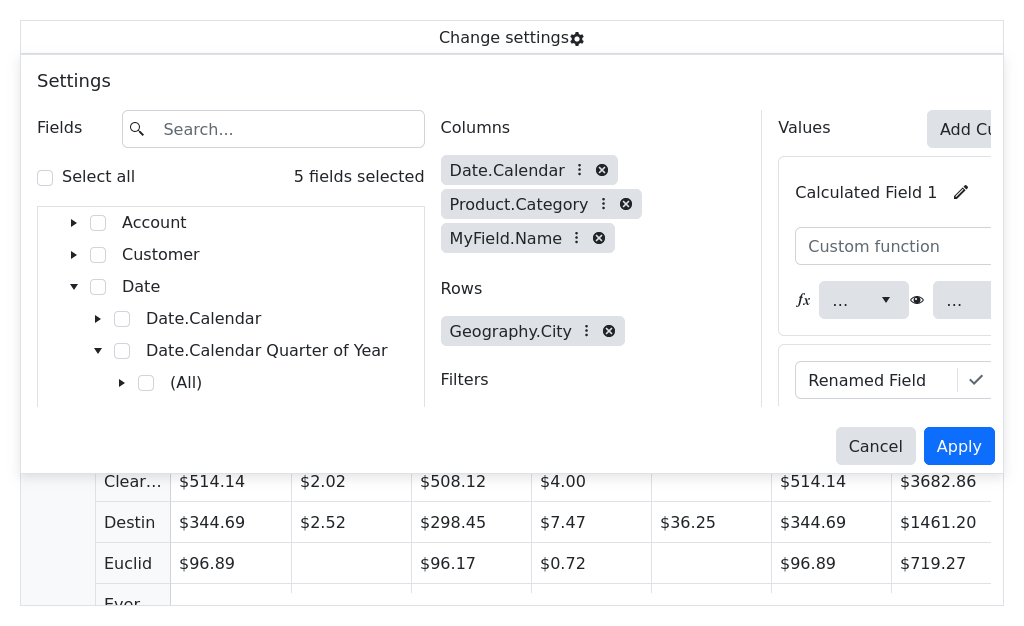 Change settings
Settings
Fields
Search...
Select all
5 fields selected
Account
Customer
Date
Date.Calendar
Date.Calendar Quarter of Year
(All)
Columns
Date.Calendar
Product.Category
MyField.Name
Rows
Geography.City
Filters
Values
Add Cu
Calculated Field 1
Custom function
fx
...
...
Renamed Field
Cancel
Apply
Clear... $514.14 $2.02 $508.12 $4.00 $514.14 $3682.86
Destin $344.69 $2.52 $298.45 $7.47 $36.25 $344.69 $1461.20
Euclid $96.89 $96.17 $0.72 $96.89 $719.27